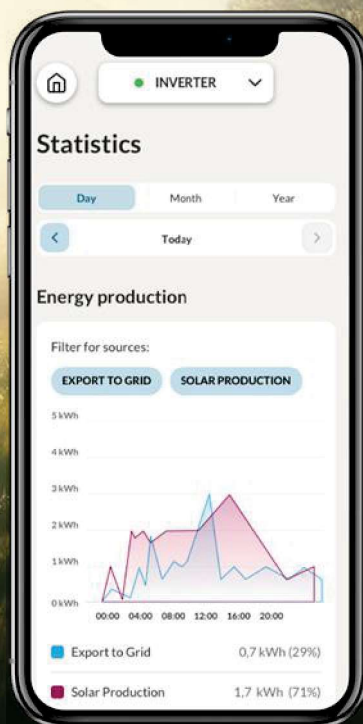 INVERTER
Statistics
Day Month Year
Today
Energy production
Filter for sources:
EXPORT TO GRID SOLAR PRODUCTION
5 kWh
4 kWh
3 kWh
2 kWh
1 kWh
0 kWh
00:00 04:00 08:00 12:00 16:00 20:00
Export to Grid 0,7 kWh (29%)
Solar Production 1,7 kWh (71%)